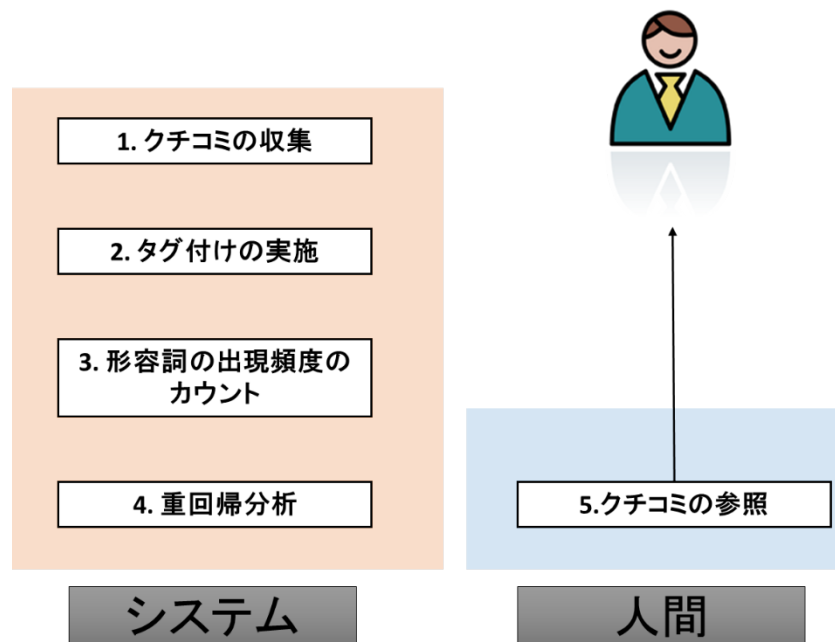 1. クチコミの収集
2. タグ付けの実施
3. 形容詞の出現頻度の
カウント
4. 重回帰分析
5.クチコミの参照
システム
人間